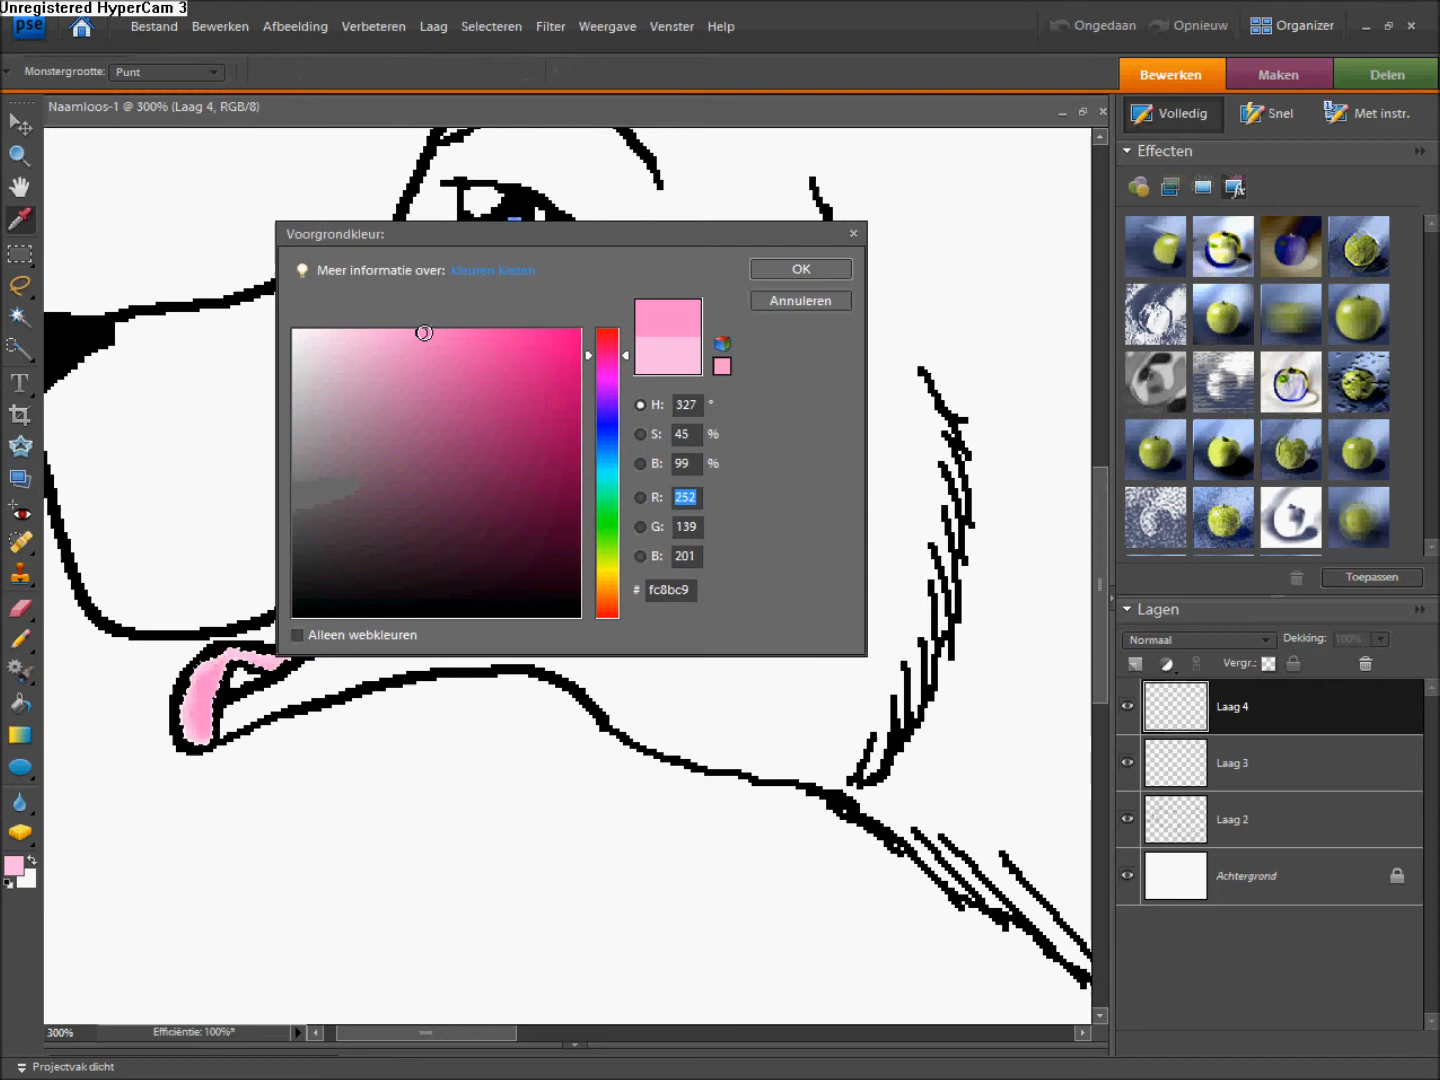 Unregistered HyperCam 3
pse Bestand Bewerken Afbeelding Verbeteren Laag Selecteren Filter Weergave Venster Help Ongedaan Opnieuw Organizer
Monstergrootte: Punt
Bewerken Maken Delen
Naamloos-1 @ 300% (Laag 4, RGB/8)
Volledig Snel Met instr.
Effecten
Voorgrondkleur:
Meer informatie over: kleuren kiezen
OK
Annuleren
H: 327 °
S: 45 %
B: 99 %
R: 252
G: 139
B: 201
# fc8bc9
Alleen webkleuren
Toepassen
Lagen
Normaal Dekking: 100%
Vergr.:
Laag 4
Laag 3
Laag 2
Achtergrond
300% Efficiëntie: 100%*
Projectvak dicht